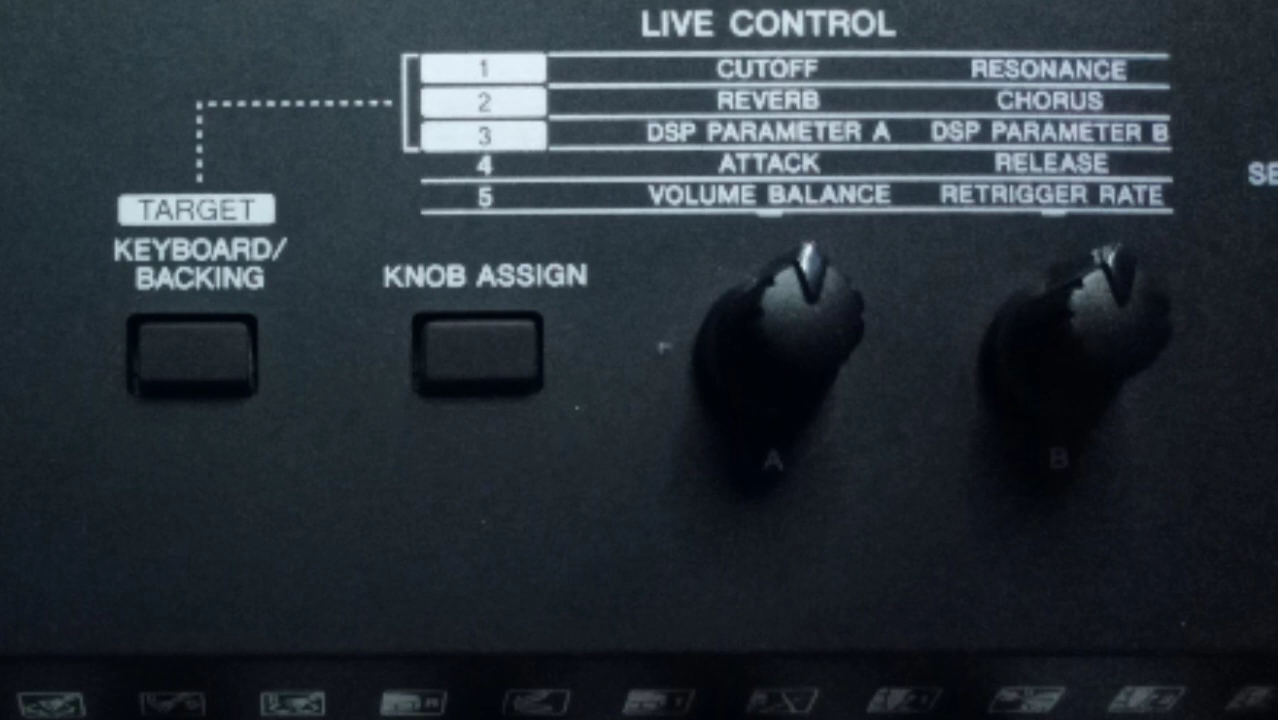 LIVE CONTROL
1 CUTOFF RESONANCE
2 REVERB CHORUS
3 DSP PARAMETER A DSP PARAMETER B
4 ATTACK RELEASE
5 VOLUME BALANCE RETRIGGER RATE
SE
TARGET
KEYBOARD/
BACKING
KNOB ASSIGN
A B